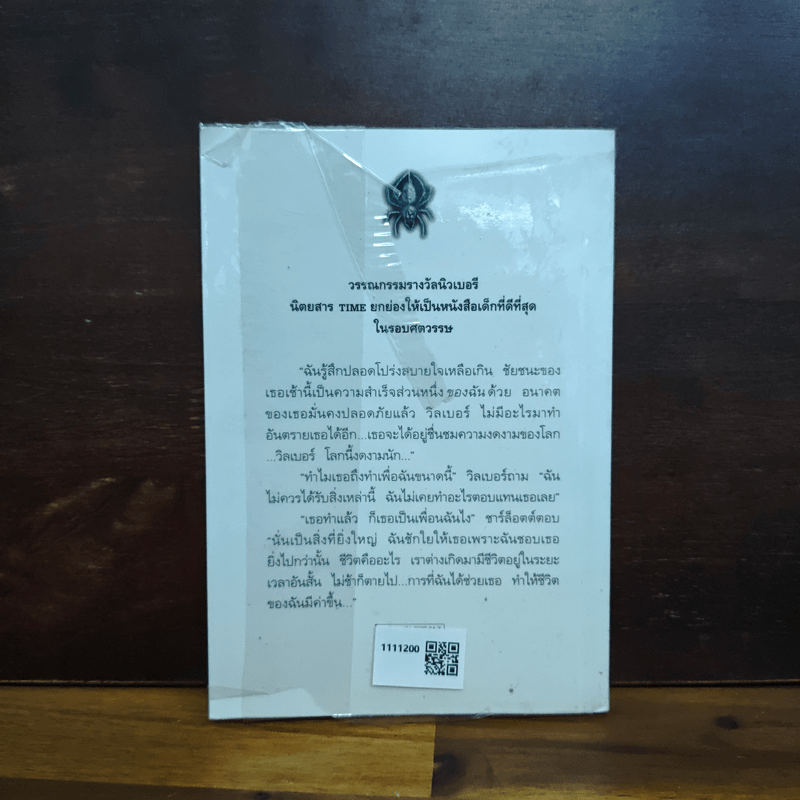 วรรณกรรมรางวัลนิวเบอรี
นิตยสาร TIME ยกย่องให้เป็นหนังสือเด็กที่ดีที่สุด
ในรอบศตวรรษ
"ฉันรู้สึกปลอดโปร่งสบายใจเหลือเกิน ชัยชนะของ
เธอเช้านี้เป็นความสำเร็จส่วนหนึ่งของฉันด้วย อนาคต
ของเธอมั่นคงปลอดภัยแล้ว วิลเบอร์ ไม่มีอะไรมาทำ
อันตรายเธอได้อีก...เธอจะได้อยู่ชื่นชมความงดงามของโลก
...วิลเบอร์ โลกนี้งดงามนัก..."
"ทำไมเธอถึงทำเพื่อฉันขนาดนี้" วิลเบอร์ถาม "ฉัน
ไม่ควรได้รับสิ่งเหล่านี้ ฉันไม่เคยทำอะไรตอบแทนเธอเลย"
"เธอทำแล้ว ก็เธอเป็นเพื่อนฉันไง" ชาร์ล็อตต์ตอบ
"นั่นเป็นสิ่งที่ยิ่งใหญ่ ฉันชักใยให้เธอเพราะฉันชอบเธอ
ยิ่งไปกว่านั้น ชีวิตคืออะไร เราต่างเกิดมามีชีวิตอยู่ในระยะ
เวลาอันสั้น ไม่ช้าก็ตายไป...การที่ฉันได้ช่วยเธอ ทำให้ชีวิต
ของฉันมีค่าขึ้น..."
1111200